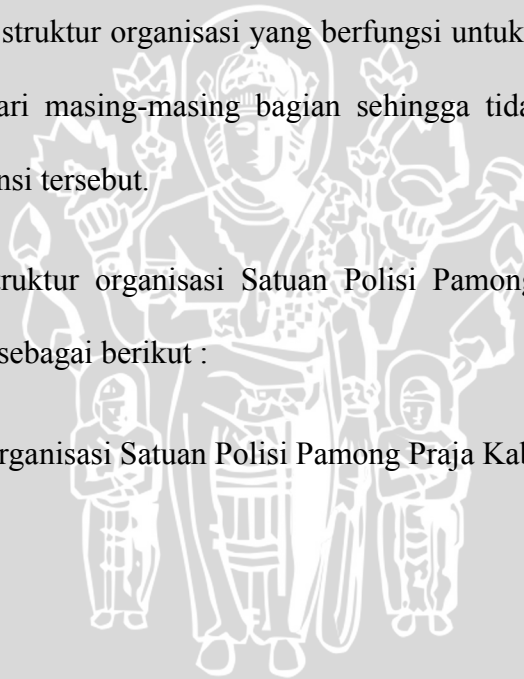 struktur organisasi yang berfungsi untuk
ari masing-masing bagian sehingga tida
nsi tersebut.
truktur organisasi Satuan Polisi Pamong
sebagai berikut :
rganisasi Satuan Polisi Pamong Praja Kab